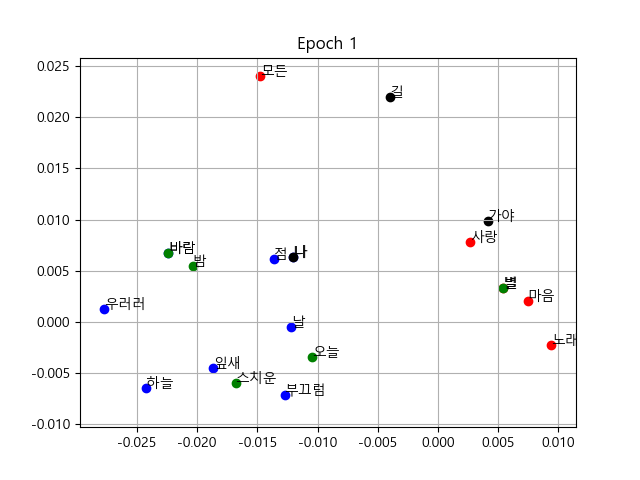 Epoch 1
0.025
0.020
0.015
0.010
0.005
0.000
-0.005
-0.010
모든
길
가야
사랑
바람
밤
점
나
별
마음
우러러
날
노래
오늘
잎새
스치운
하늘
부끄럼
-0.025 -0.020 -0.015 -0.010 -0.005 0.000 0.005 0.010